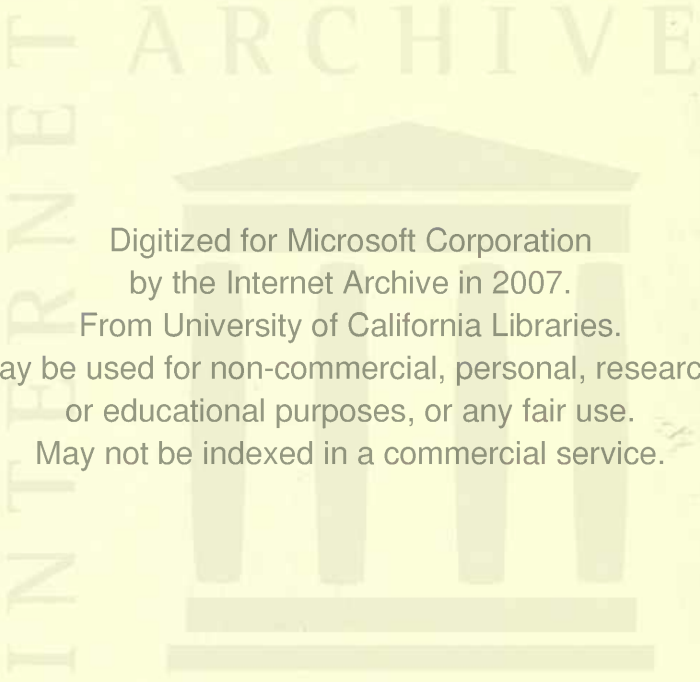 INTERNET
ARCHIVE
Digitized for Microsoft Corporation
by the Internet Archive in 2007.
From University of California Libraries.
ay be used for non-commercial, personal, researc
or educational purposes, or any fair use.
May not be indexed in a commercial service.